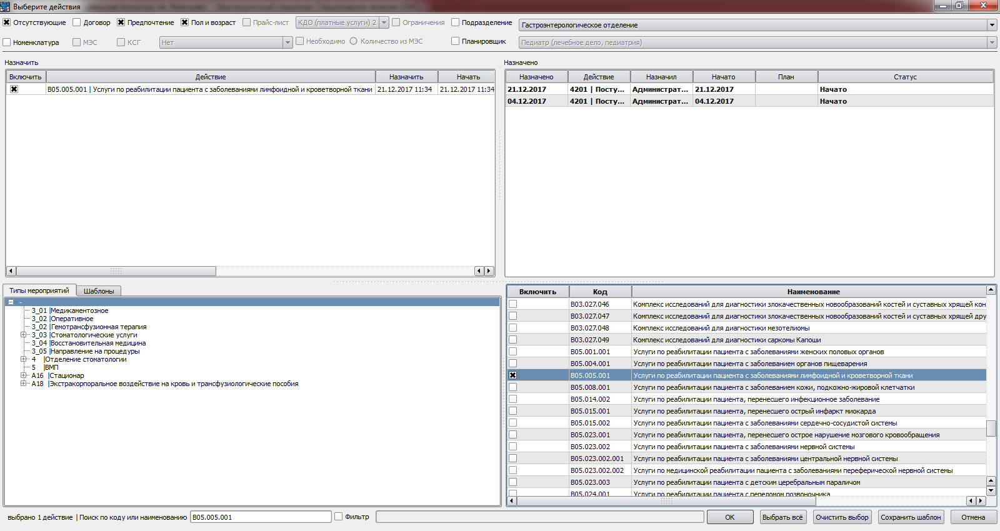 Выберите действия
Отсутствующие Договор Предпочтение Пол и возраст Прайс-лист КДО (платные услуги) 2 Ограничения Подразделение Гастроэнтерологическое отделение
Номенклатура МЭС КСГ Нет Необходимо Количество из МЭС Планировщик Педиатр (лечебное дело, педиатрия)
Назначить
Включить Действие Назначить Начать
B05.005.001 | Услуги по реабилитации пациента с заболеваниями лимфоидной и кроветворной ткани 21.12.2017 11:34 21.12.2017 11:34
Назначено
Назначено Действие Назначил Начато План Статус
21.12.2017 4201 | Посту... Администрат... 21.12.2017 Начато
04.12.2017 4201 | Посту... Администрат... 04.12.2017 Начато
Типы мероприятий Шаблоны
-
3_01 |Медикаментозное
3_02 |Оперативное
3_02 |Гемотрансфузионная терапия
3_03 |Стоматологические услуги
3_04 |Восстановительная медицина
3_05 |Направление на процедуры
4 |Отделение стоматологии
5 |ВМП
A16 |Стационар
A18 |Экстракорпоральное воздействие на кровь и трансфузиологические пособия
Включить Код Наименование
B03.027.046 Комплекс исследований для диагностики злокачественных новообразований костей и суставных хрящей кон
B03.027.047 Комплекс исследований для диагностики злокачественных новообразований костей и суставных хрящей дру
B03.027.048 Комплекс исследований для диагностики мезотелиомы
B03.027.049 Комплекс исследований для диагностики саркомы Капоши
B05.001.001 Услуги по реабилитации пациента с заболеваниями женских половых органов
B05.004.001 Услуги по реабилитации пациента с заболеванием органов пищеварения
B05.005.001 Услуги по реабилитации пациента с заболеваниями лимфоидной и кроветворной ткани
B05.008.001 Услуги по реабилитации пациента с заболеванием кожи, подкожно-жировой клетчатки
B05.014.002 Услуги по реабилитации пациента, перенесшего инфекционное заболевание
B05.015.001 Услуги по реабилитации пациента, перенесшего острый инфаркт миокарда
B05.015.002 Услуги по реабилитации пациента с заболеваниями сердечно-сосудистой системы
B05.023.001 Услуги по реабилитации пациента, перенесшего острое нарушение мозгового кровообращения
B05.023.002 Услуги по реабилитации пациента с заболеваниями нервной системы
B05.023.002.001 Услуги по реабилитации пациента с заболеваниями центральной нервной системы
B05.023.002.002 Услуги по медицинской реабилитации пациента с заболеваниями переферической нервной системы
B05.023.003 Услуги по реабилитации пациента с детским церебральным параличом
B05.024.001 Услуги по реабилитации пациента с переломом позвоночника
выбрано 1 действие | Поиск по коду или наименованию B05.005.001 Фильтр ОК Выбрать всё Очистить выбор Сохранить шаблон Отмена